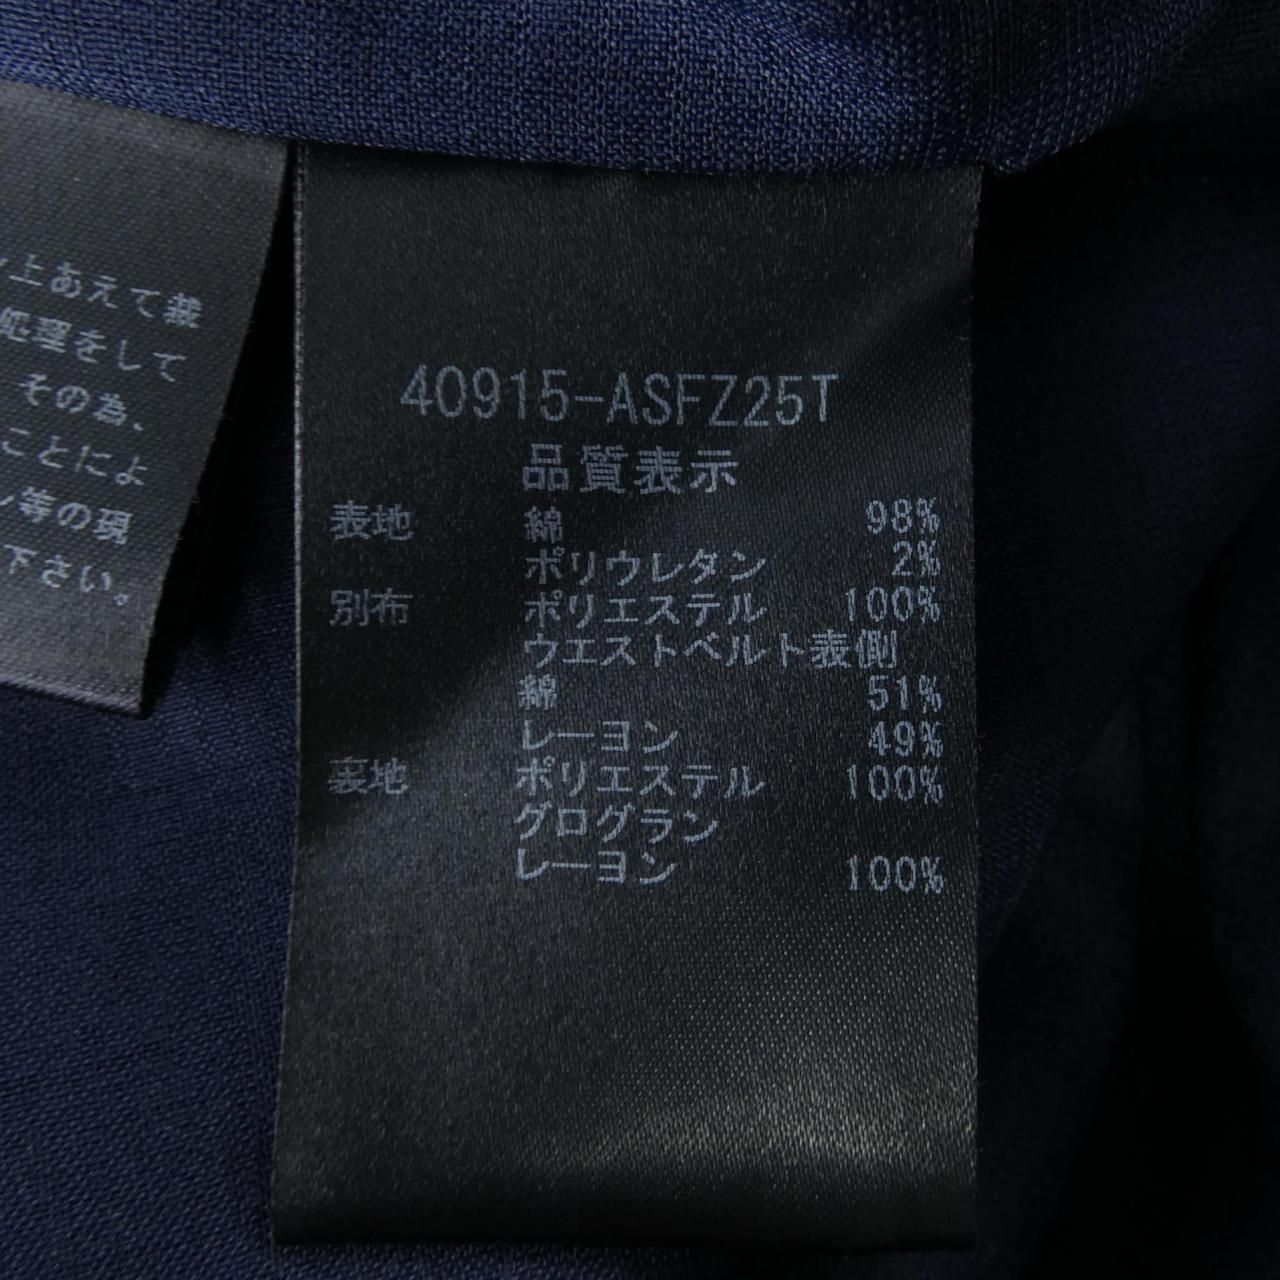 上あえて裁
処理をして
その為、
ことによ
ン等の現
下さい。
40915-ASFZ25T
品質表示
表地 綿 98%
ポリウレタン 2%
別布 ポリエステル 100%
ウエストベルト表側
綿 51%
レーヨン 49%
裏地 ポリエステル 100%
グログラン
レーヨン 100%